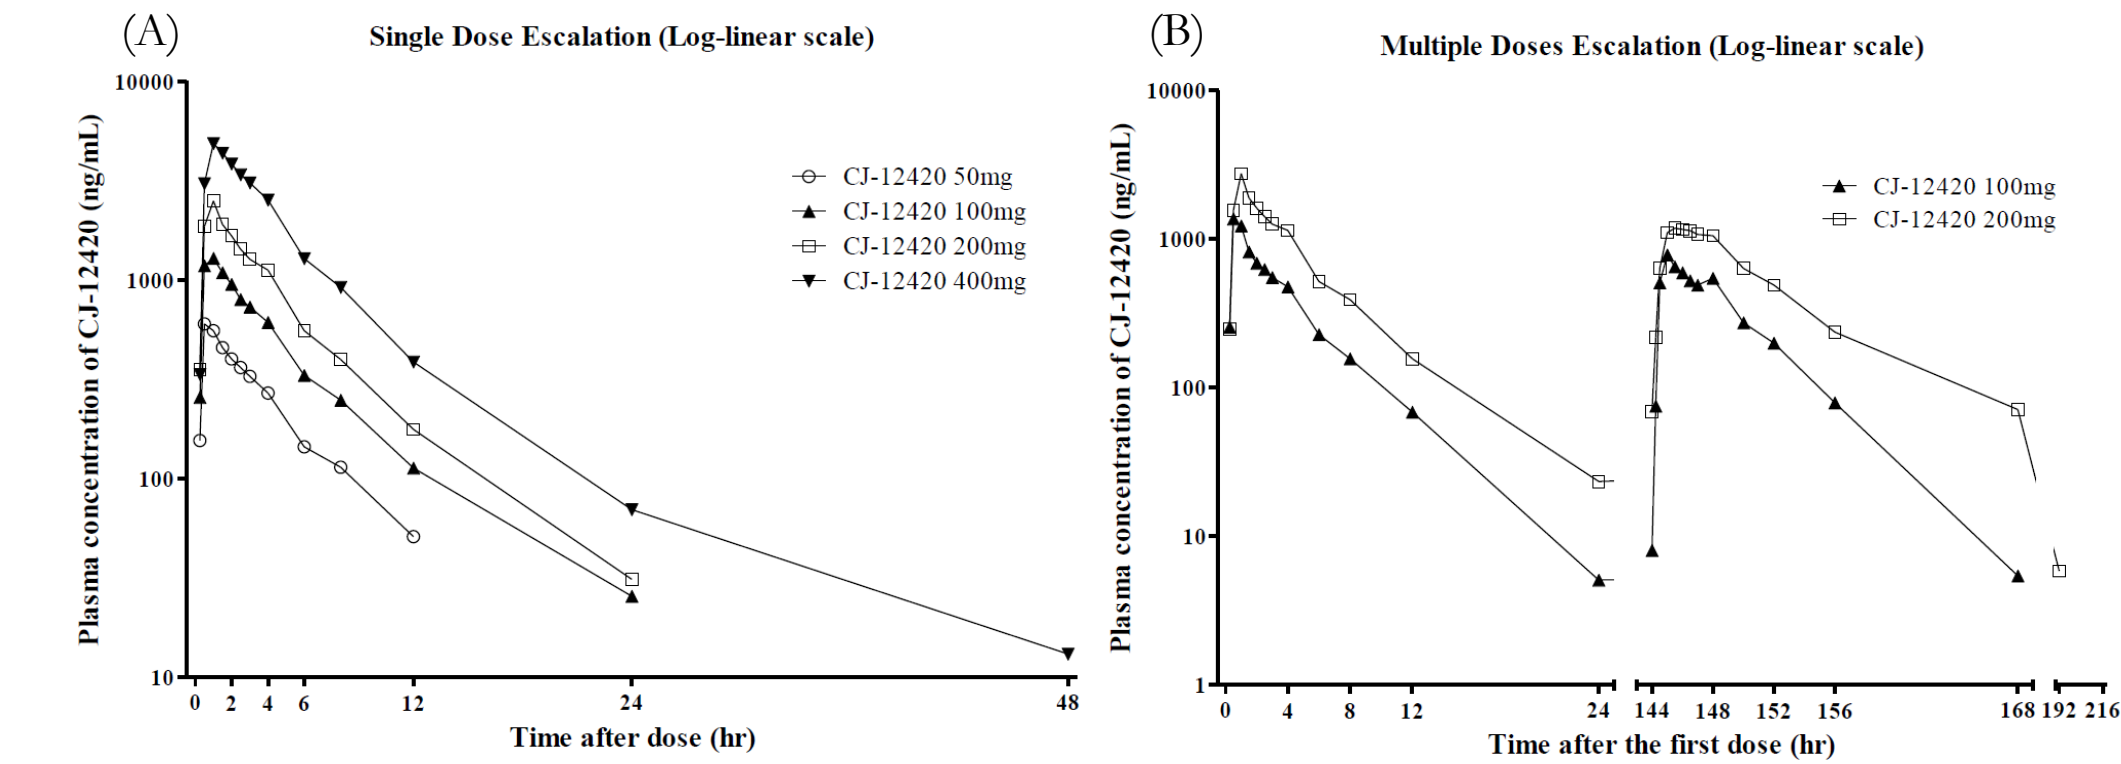 (A)
Single Dose Escalation (Log-linear scale)
Plasma concentration of CJ-12420 (ng/mL)
10000
1000
100
10
CJ-12420 50mg
CJ-12420 100mg
CJ-12420 200mg
CJ-12420 400mg
0 2 4 6 12 24 48
Time after dose (hr)
(B)
Multiple Doses Escalation (Log-linear scale)
Plasma concentration of CJ-12420 (ng/mL)
10000
1000
100
10
1
CJ-12420 100mg
CJ-12420 200mg
0 4 8 12 24 144 148 152 156 168 192 216
Time after the first dose (hr)